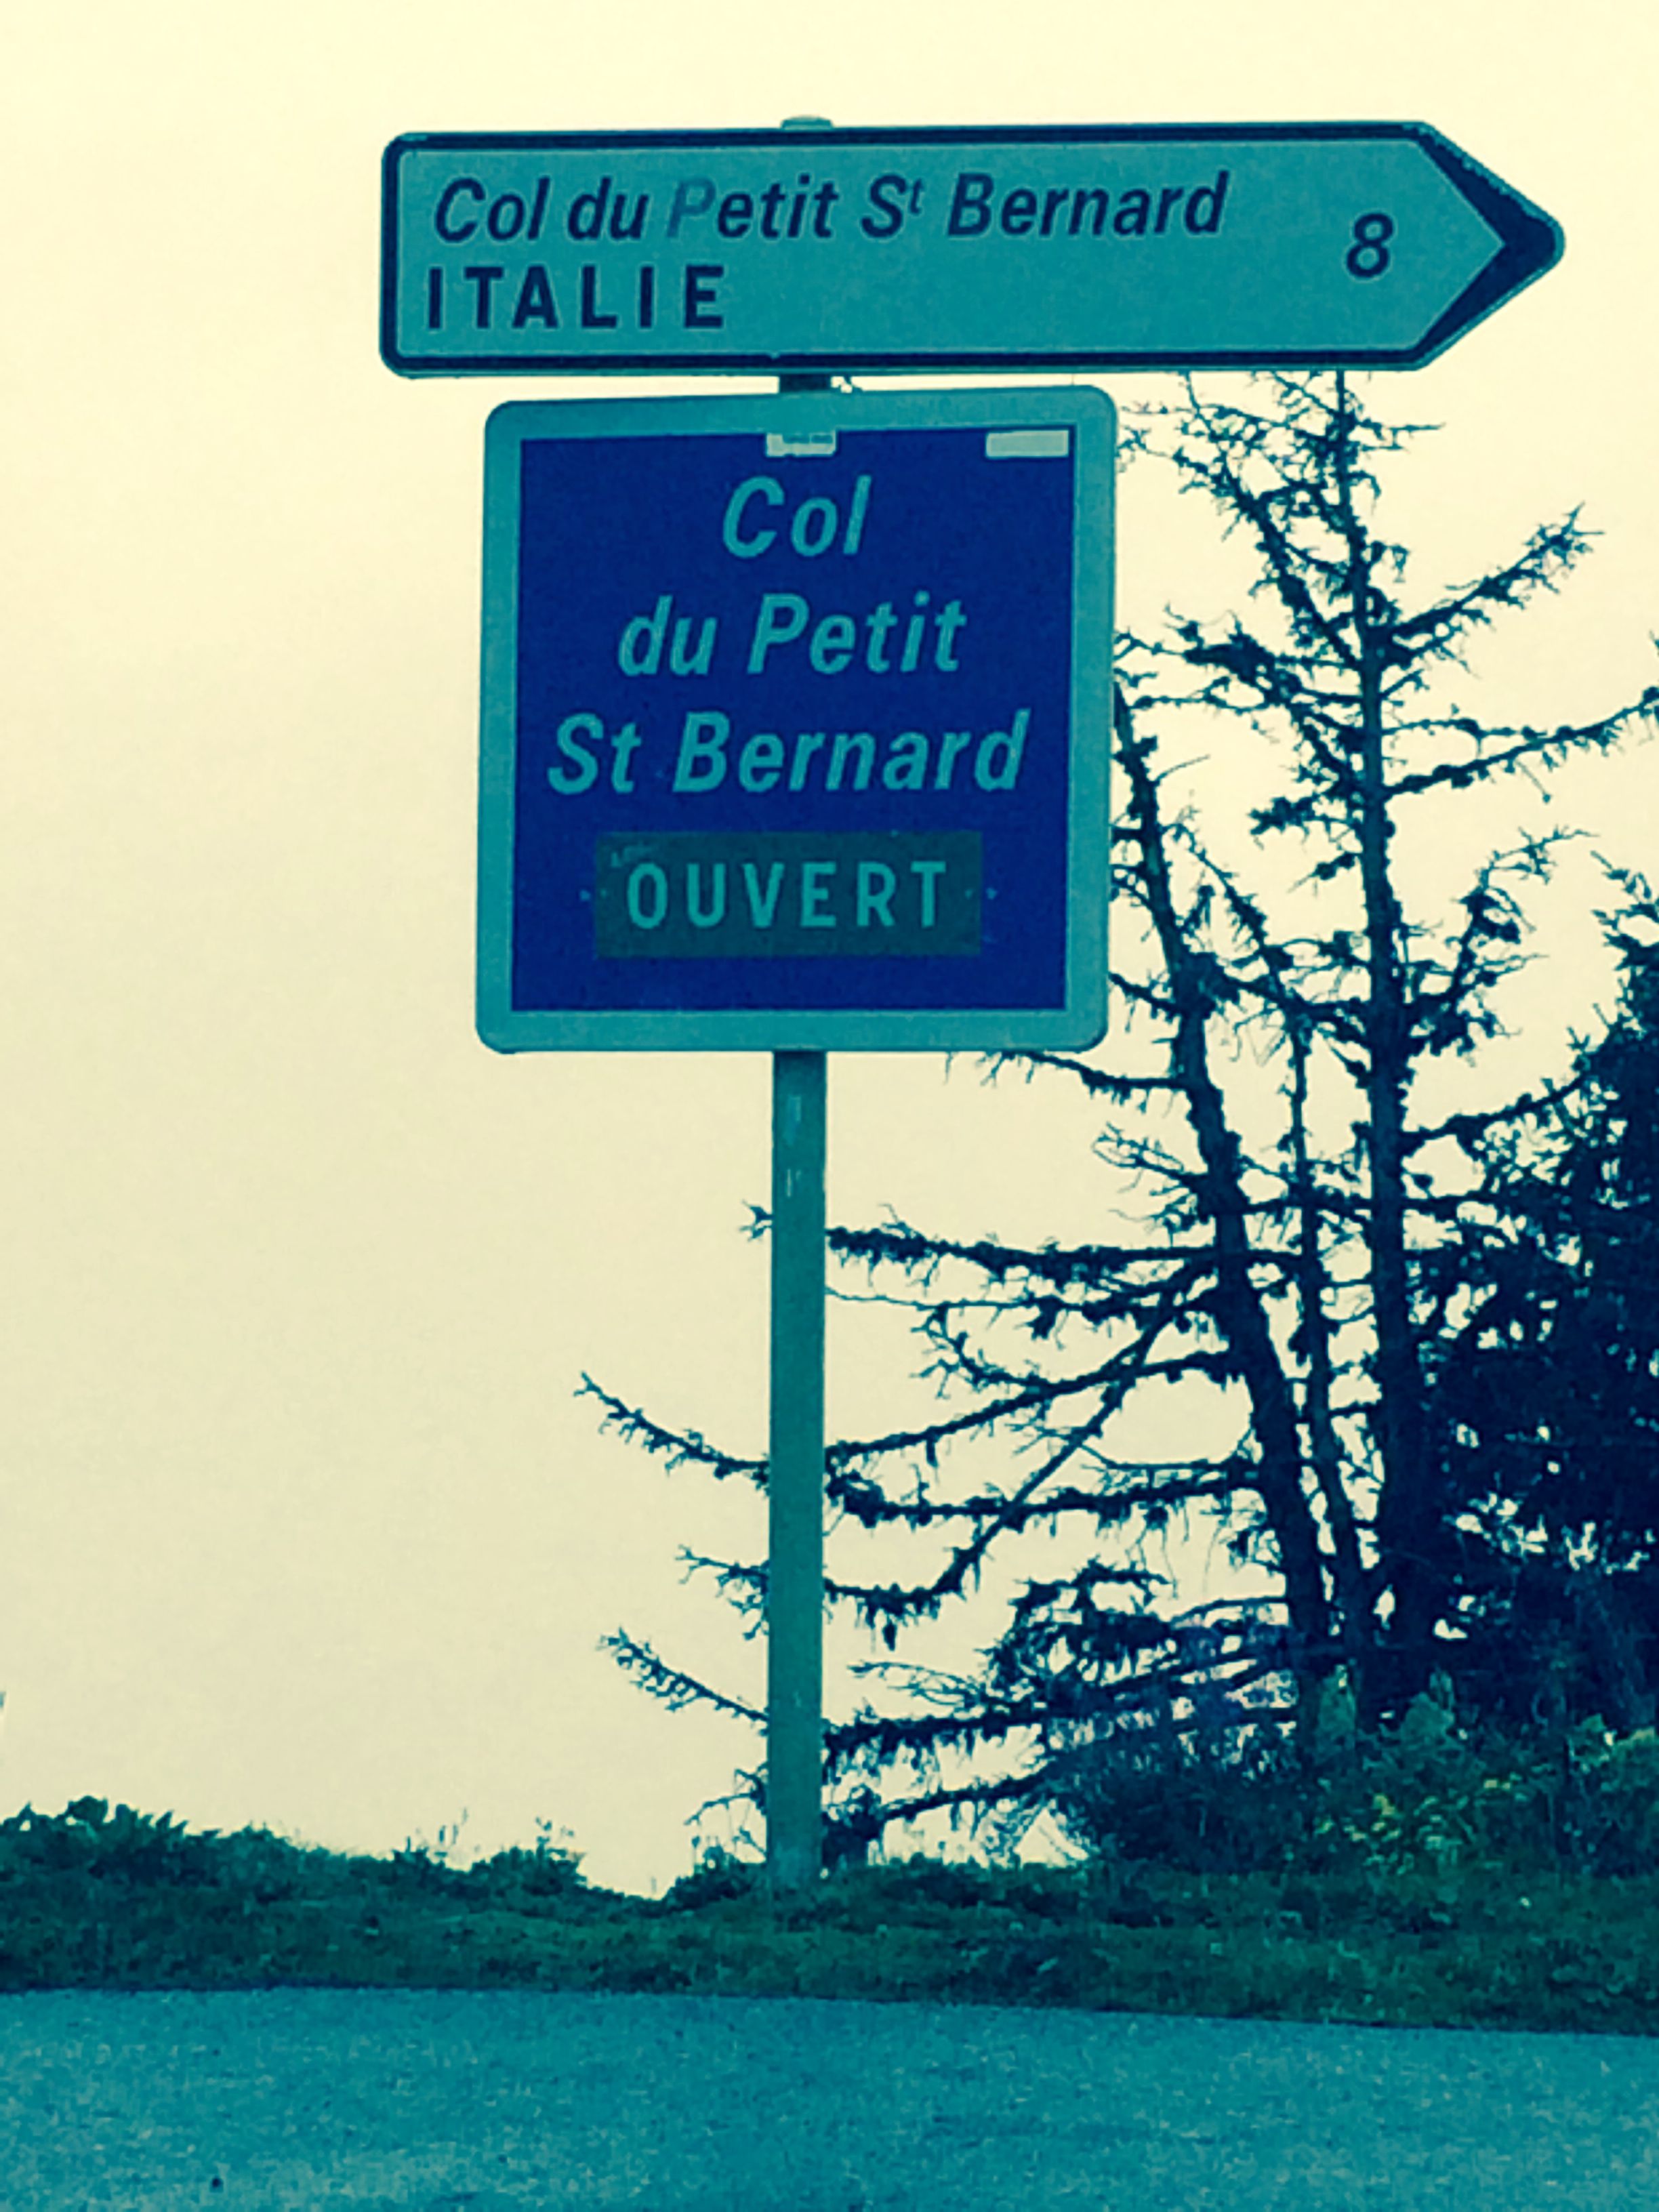 Col du Petit St Bernard 8
ITALIE
Col
du Petit
St Bernard
OUVERT